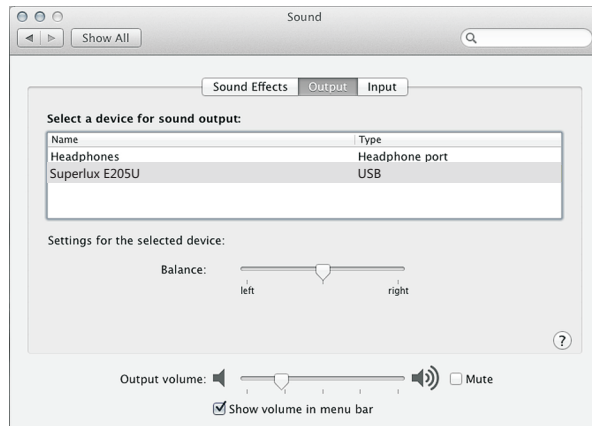 Sound
Show All
Sound Effects Output Input
Select a device for sound output:
Name Type
Headphones Headphone port
Superlux E205U USB
Settings for the selected device:
Balance:
left right
?
Output volume: Mute
Show volume in menu bar